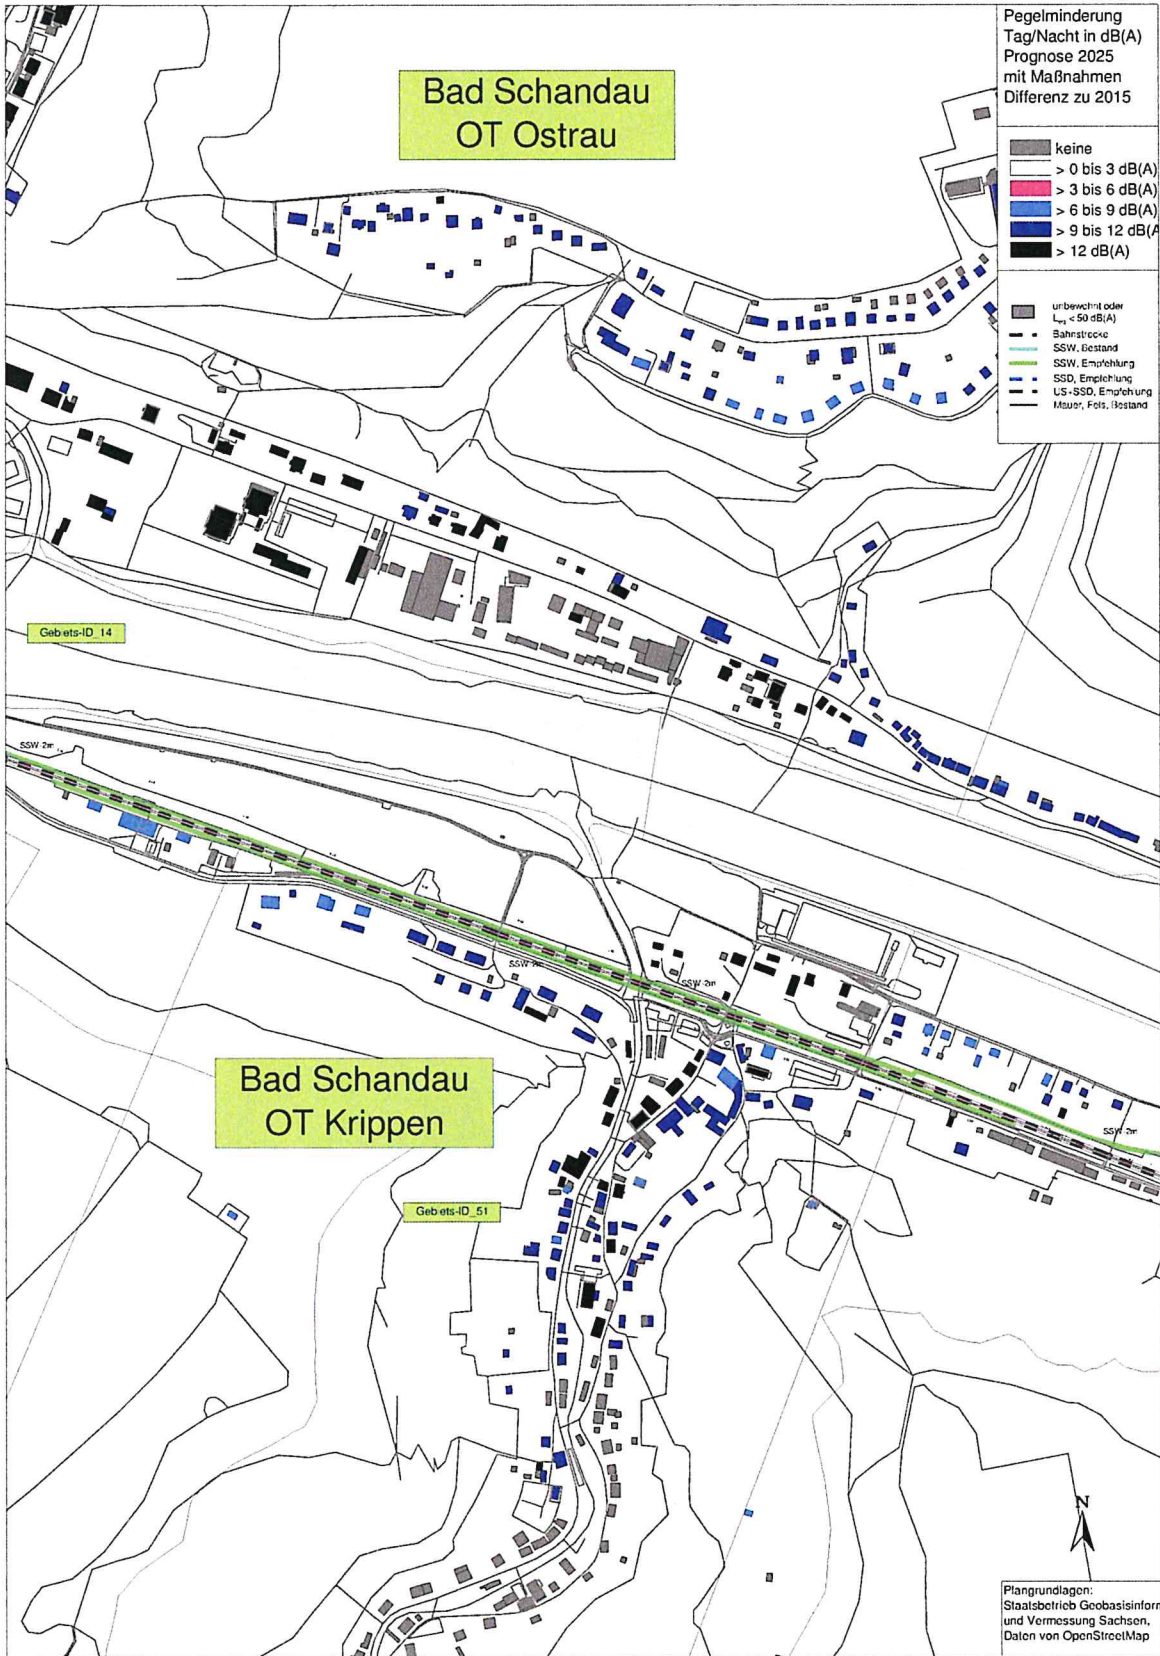 Pegelminderung
Tag/Nacht in dB(A)
Prognose 2025
mit Maßnahmen
Differenz zu 2015
Bad Schandau
OT Ostrau
keine
> 0 bis 3 dB(A)
> 3 bis 6 dB(A)
> 6 bis 9 dB(A)
> 9 bis 12 dB(A
> 12 dB(A)
unbewohnt oder
< 50 dB(A)
Bahnstrecke
SSW, Bestand
SSW, Empfehlung
SSD, Empfehlung
US+SSD, Empfehlung
Mauer, Fels, Bestand
Gebiets-ID_14
SSW-2m
SSW-2m
SSW-2m
Bad Schandau
OT Krippen
SSW-2m
Gebiets-ID_51
N
Plangrundlagen:
Staatsbetrieb Geobasisinform
und Vermessung Sachsen,
Daten von OpenStreetMap